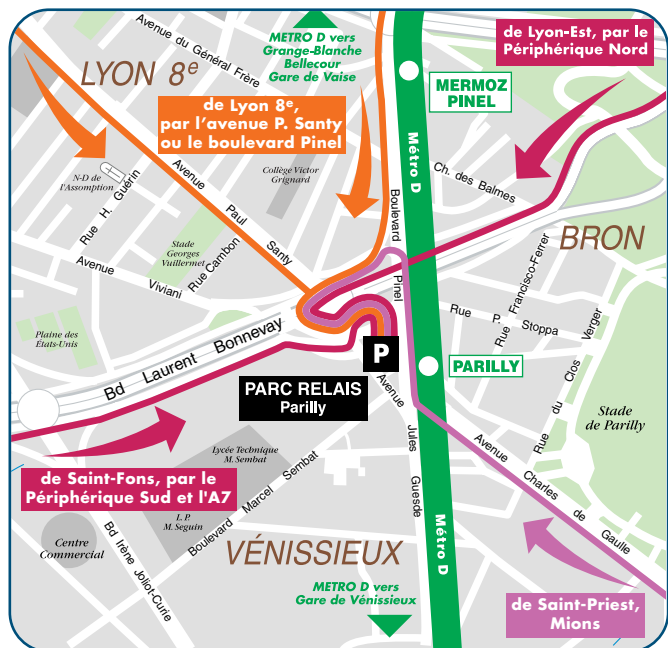 Avenue du Général Frère
METRO D vers
Grange-Blanche
Bellecour
Gare de Vaise
de Lyon-Est, par le
Périphérique Nord
LYON 8e
MERMOZ
PINEL
de Lyon 8e,
par l'avenue P. Santy
ou le boulevard Pinel
Métro D
Ch. des Balmes
N-D de
l'Assomption
Collège Victor
Grignard
Rue H. Guérin
Avenue Paul Santy
Boulevard Pinel
BRON
Stade
Georges
Vuillermet
Rue Cambon
Avenue Viviani
Rue Francisco-Ferrer
Rue P. Stoppa
Rue du Clos Verger
Plaine des
États-Unis
Bd Laurent Bonnevay
P
PARC RELAIS
Parilly
PARILLY
Stade
de Parilly
Avenue Jules Guesde
Avenue Charles de Gaulle
Lycée Technique
M. Sembat
de Saint-Fons, par le
Périphérique Sud et l'A7
L. P.
M. Seguin
Boulevard Marcel Sembat
Centre
Commercial
Bd Irène Joliot-Curie
VÉNISSIEUX
Métro D
METRO D vers
Gare de Vénissieux
de Saint-Priest,
Mions